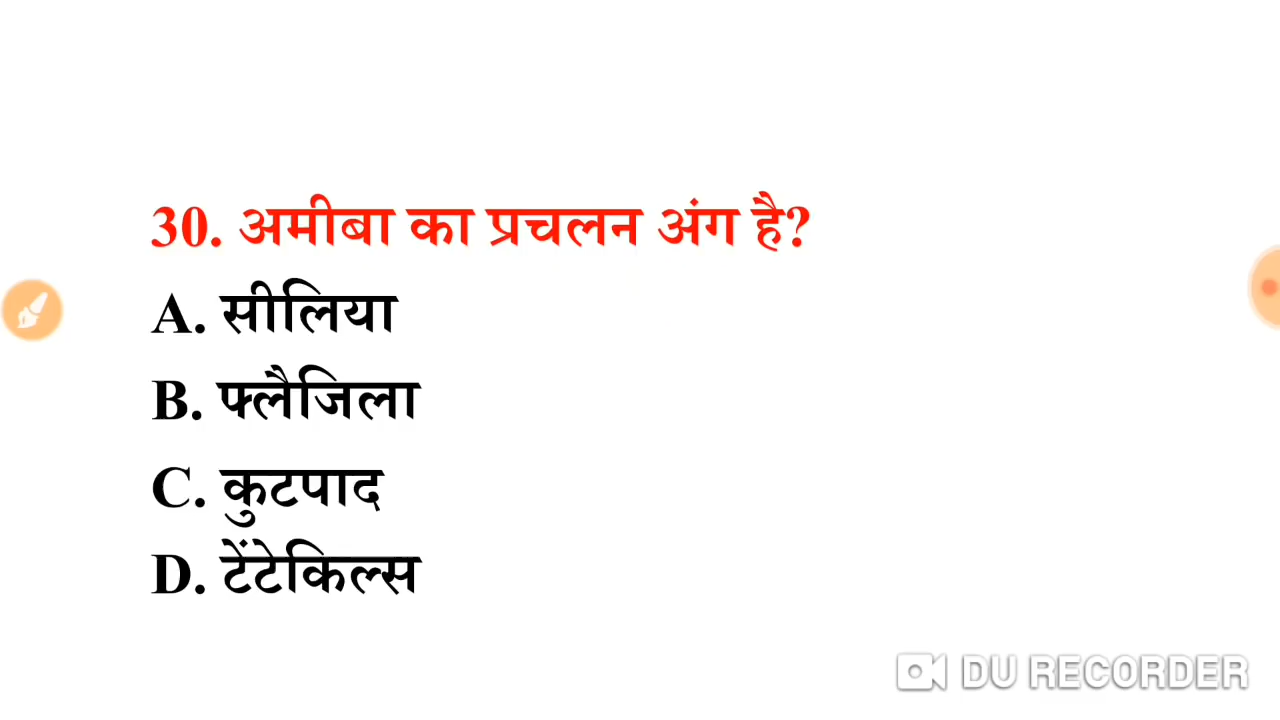 30. अमीबा का प्रचलन अंग है?
A. सीलिया
B. फ्लैजिला
C. कुटपाद
D. टेंटेकिल्स
DU RECORDER